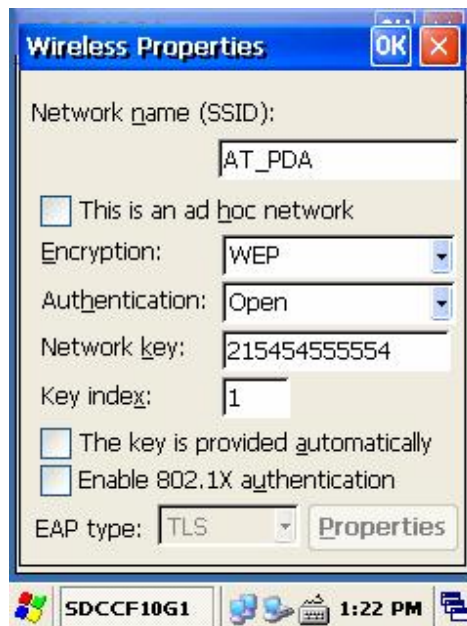 Wireless Properties OK
Network name (SSID):
AT_PDA
This is an ad hoc network
Encryption: WEP
Authentication: Open
Network key: 215454555554
Key index: 1
The key is provided automatically
Enable 802.1X authentication
EAP type: TLS Properties
SDCCF10G1 1:22 PM